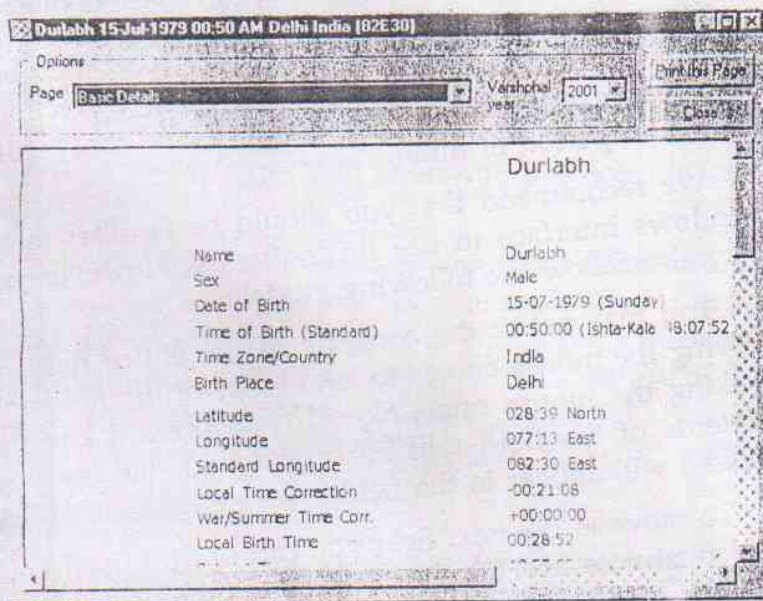 Durlabh 15-Jul-1979 00:50 AM Delhi India [82E30]
Options
Page Basic Details Varshphal year 2001
Print this Page
Close
Durlabh
Name Durlabh
Sex Male
Date of Birth 15-07-1979 (Sunday)
Time of Birth (Standard) 00:50:00 (Ishta-Kala 48:07:52
Time Zone/Country India
Birth Place Delhi
Latitude 028:39 North
Longitude 077:13 East
Standard Longitude 082:30 East
Local Time Correction -00:21:08
War/Summer Time Corr. +00:00:00
Local Birth Time 00:28:52